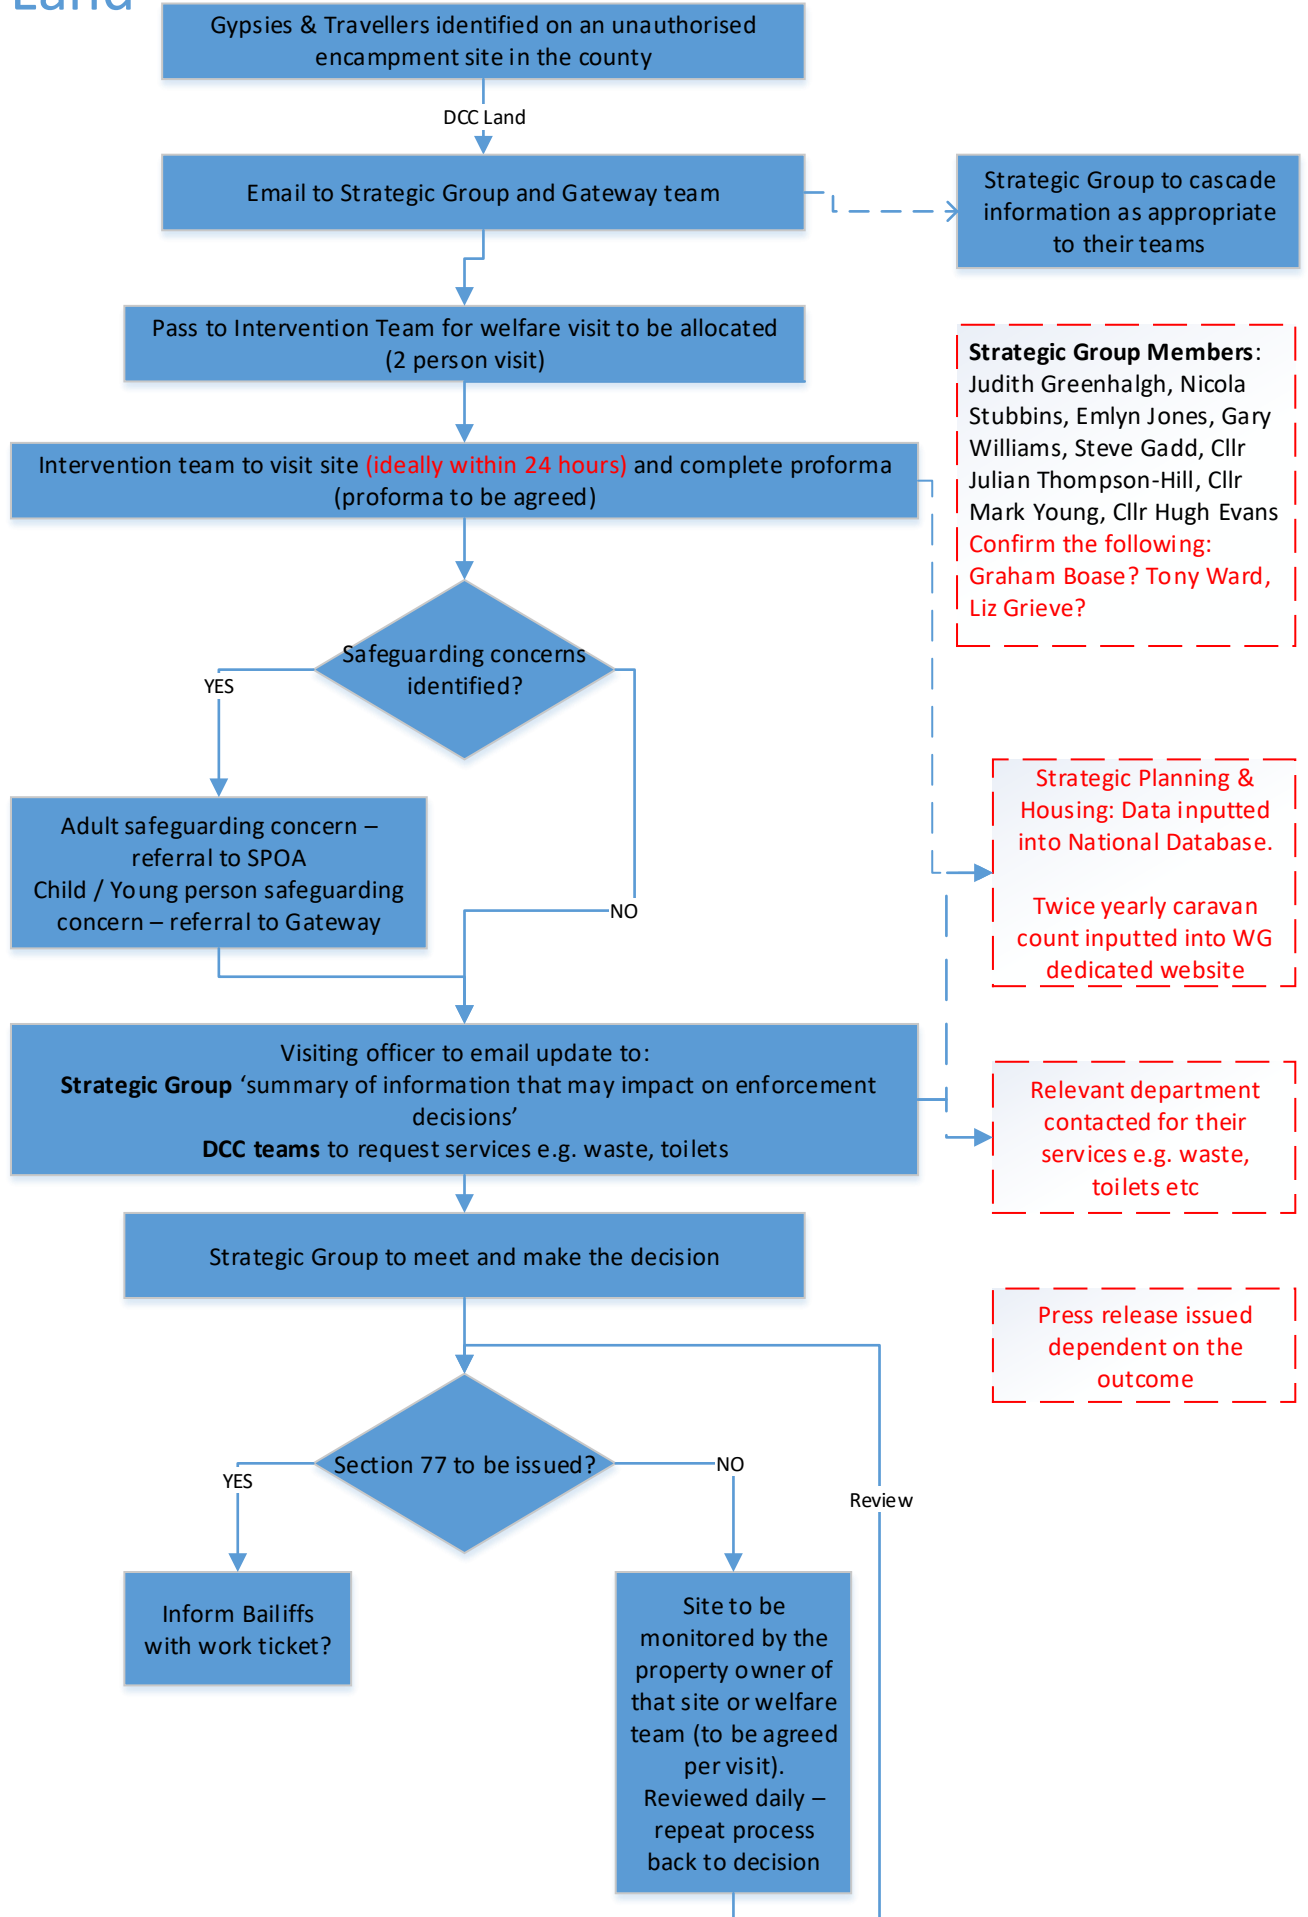 Land
Gypsies & Travellers identified on an unauthorised
encampment site in the county
DCC Land
Email to Strategic Group and Gateway team
Strategic Group to cascade
information as appropriate
to their teams
Pass to Intervention Team for welfare visit to be allocated
(2 person visit)
Strategic Group Members:
Judith Greenhalgh, Nicola
Stubbins, Emlyn Jones, Gary
Williams, Steve Gadd, Cllr
Julian Thompson-Hill, Cllr
Mark Young, Cllr Hugh Evans
Confirm the following:
Graham Boase? Tony Ward,
Liz Grieve?
Intervention team to visit site (ideally within 24 hours) and complete proforma
(proforma to be agreed)
Safeguarding concerns
identified?
YES
NO
Adult safeguarding concern –
referral to SPOA
Child / Young person safeguarding
concern – referral to Gateway
Strategic Planning &
Housing: Data inputted
into National Database.
Twice yearly caravan
count inputted into WG
dedicated website
Visiting officer to email update to:
Strategic Group ‘summary of information that may impact on enforcement
decisions’
DCC teams to request services e.g. waste, toilets
Relevant department
contacted for their
services e.g. waste,
toilets etc
Strategic Group to meet and make the decision
Press release issued
dependent on the
outcome
Section 77 to be issued?
YES
NO
Review
Inform Bailiffs
with work ticket?
Site to be
monitored by the
property owner of
that site or welfare
team (to be agreed
per visit).
Reviewed daily –
repeat process
back to decision